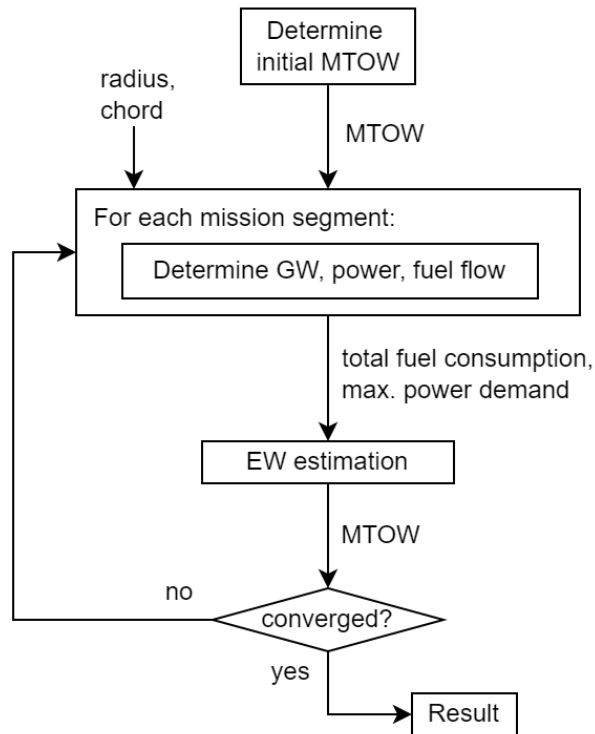 Determine
initial MTOW
radius,
chord
MTOW
For each mission segment:
Determine GW, power, fuel flow
total fuel consumption,
max. power demand
EW estimation
MTOW
no
converged?
yes
Result